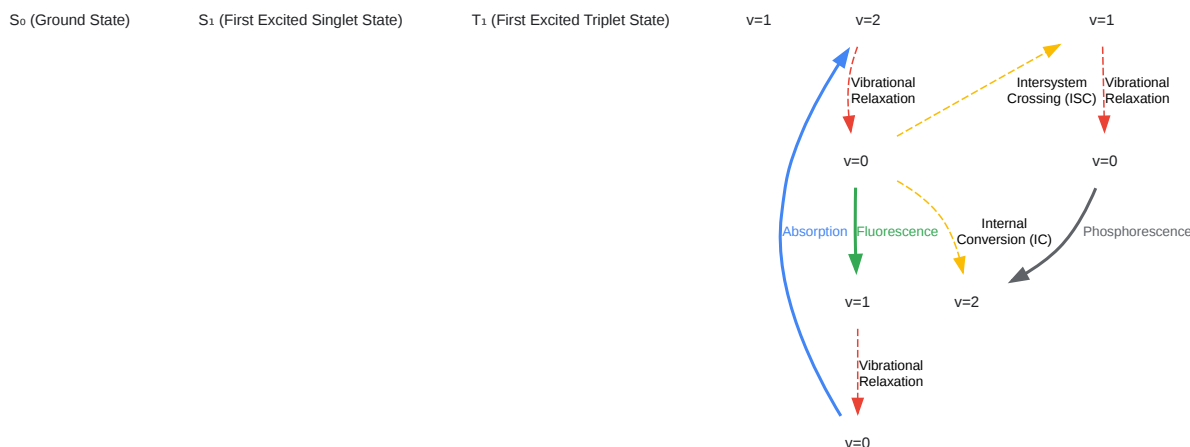 S₀ (Ground State)
S₁ (First Excited Singlet State)
T₁ (First Excited Triplet State)
v=1
v=2
v=1
Vibrational
Relaxation
Intersystem
Crossing (ISC)
Vibrational
Relaxation
v=0
v=0
Absorption
Fluorescence
Internal
Conversion (IC)
Phosphorescence
v=1
v=2
Vibrational
Relaxation
v=0